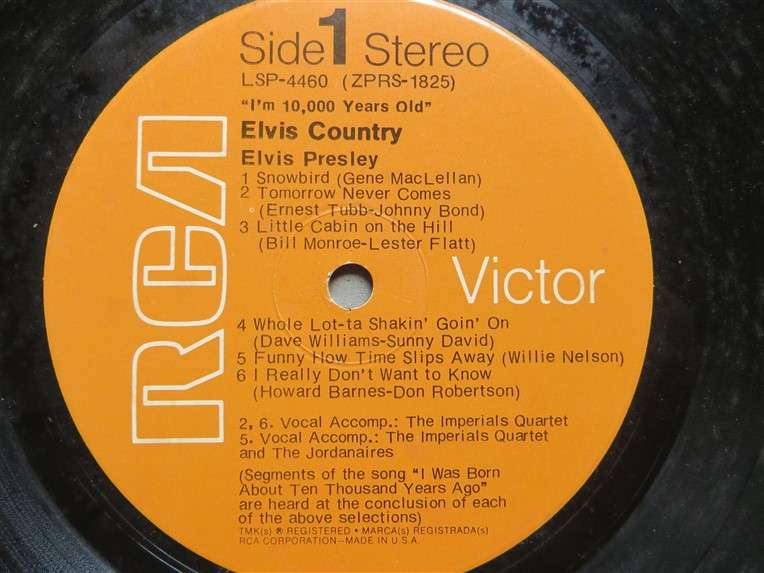 Side 1 Stereo
LSP-4460 (ZPRS-1825)
"I'm 10,000 Years Old"
Elvis Country
Elvis Presley
1 Snowbird (Gene MacLellan)
2 Tomorrow Never Comes
(Ernest Tubb-Johnny Bond)
3 Little Cabin on the Hill
(Bill Monroe-Lester Flatt)
RCA
Victor
4 Whole Lot-ta Shakin' Goin' On
(Dave Williams-Sunny David)
5 Funny How Time Slips Away (Willie Nelson)
6 I Really Don't Want to Know
(Howard Barnes-Don Robertson)
2, 6. Vocal Accomp.: The Imperials Quartet
5. Vocal Accomp.: The Imperials Quartet
and The Jordanaires
(Segments of the song "I Was Born
About Ten Thousand Years Ago"
are heard at the conclusion of each
of the above selections)
TMK(s) ® REGISTERED • MARCA(s) REGISTRADA(s)
RCA CORPORATION—MADE IN U.S.A.